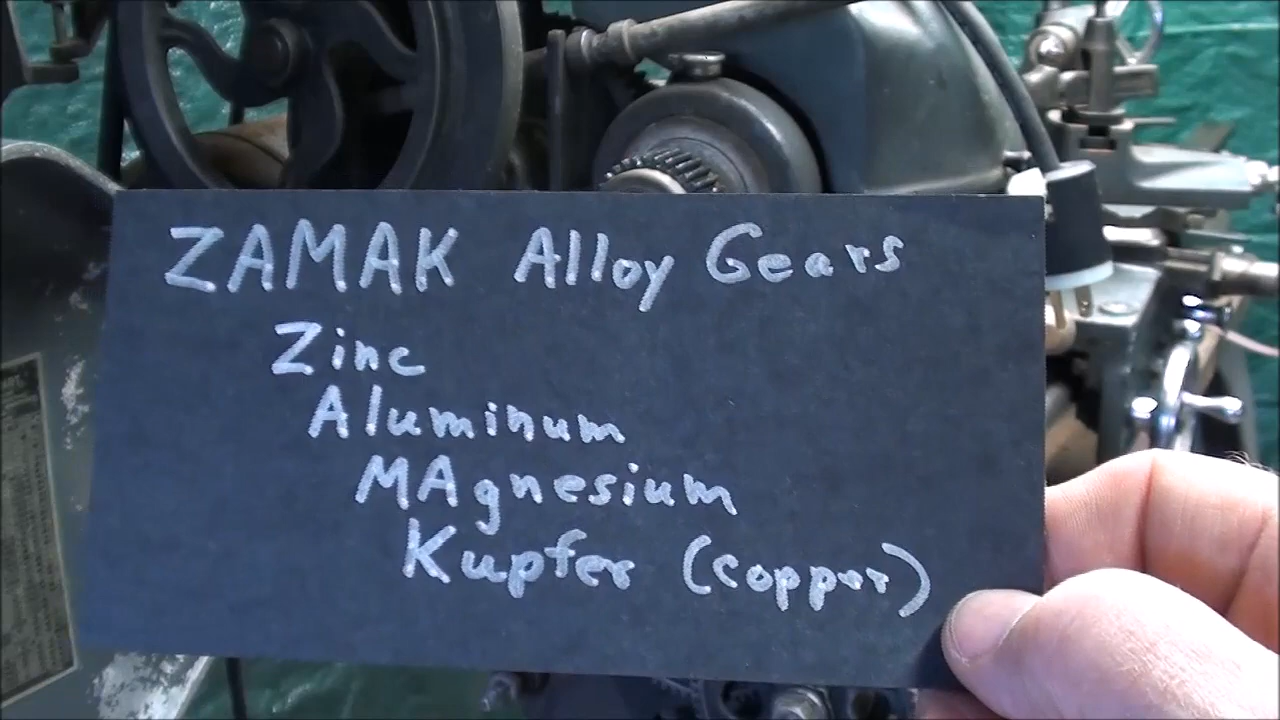 ZAMAK Alloy Gears
Zinc
Aluminum
MAgnesium
Kupfer (copper)